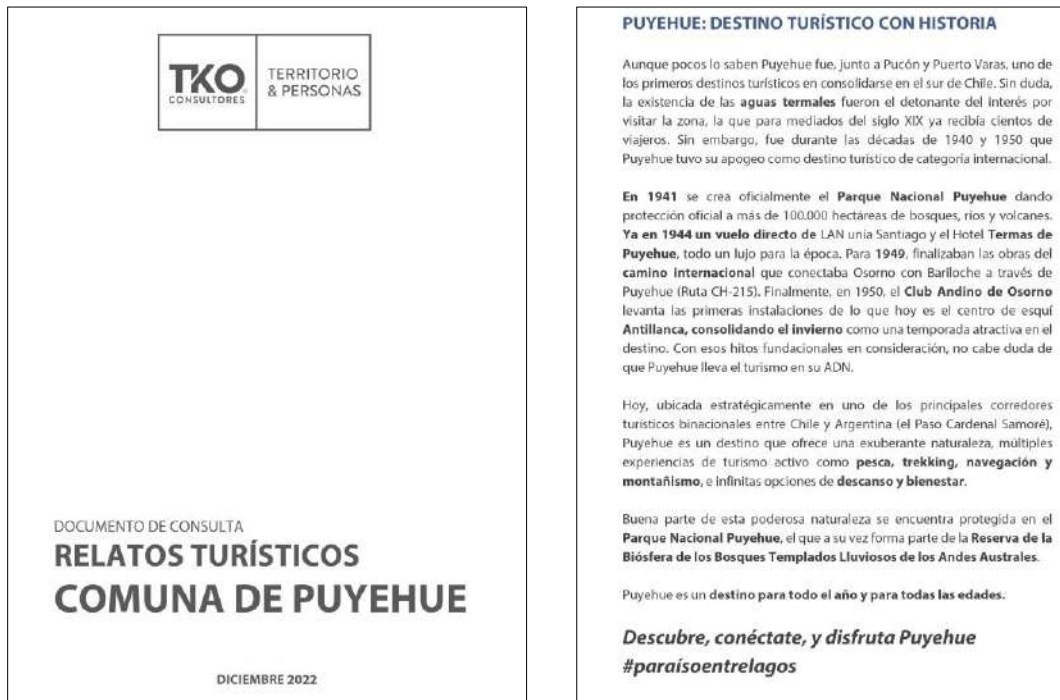 TKO
CONSULTORES
TERRITORIO
& PERSONAS
DOCUMENTO DE CONSULTA
RELATOS TURÍSTICOS
COMUNA DE PUYEHUE
DICIEMBRE 2022
PUYEHUE: DESTINO TURÍSTICO CON HISTORIA
Aunque pocos lo saben Puyehue fue, junto a Pucón y Puerto Varas, uno de
los primeros destinos turísticos en consolidarse en el sur de Chile. Sin duda,
la existencia de las aguas termales fueron el detonante del interés por
visitar la zona, la que para mediados del siglo XIX ya recibía cientos de
viajeros. Sin embargo, fue durante las décadas de 1940 y 1950 que
Puyehue tuvo su apogeo como destino turístico de categoría internacional.
En 1941 se crea oficialmente el Parque Nacional Puyehue dando
protección oficial a más de 100.000 hectáreas de bosques, ríos y volcanes.
Ya en 1944 un vuelo directo de LAN unía Santiago y el Hotel Termas de
Puyehue, todo un lujo para la época. Para 1949, finalizaban las obras del
camino Internacional que conectaba Osorno con Bariloche a través de
Puyehue (Ruta CH-215). Finalmente, en 1950, el Club Andino de Osorno
levanta las primeras instalaciones de lo que hoy es el centro de esquí
Antillanca, consolidando el invierno como una temporada atractiva en el
destino. Con esos hitos fundacionales en consideración, no cabe duda de
que Puyehue lleva el turismo en su ADN.
Hoy, ubicada estratégicamente en uno de los principales corredores
turísticos binacionales entre Chile y Argentina (el Paso Cardenal Samoré),
Puyehue es un destino que ofrece una exuberante naturaleza, múltiples
experiencias de turismo activo como pesca, trekking, navegación y
montañismo, e infinitas opciones de descanso y bienestar.
Buena parte de esta poderosa naturaleza se encuentra protegida en el
Parque Nacional Puyehue, el que a su vez forma parte de la Reserva de la
Biósfera de los Bosques Templados Lluviosos de los Andes Australes.
Puyehue es un destino para todo el año y para todas las edades.
Descubre, conéctate, y disfruta Puyehue
#paraísoentrelagos